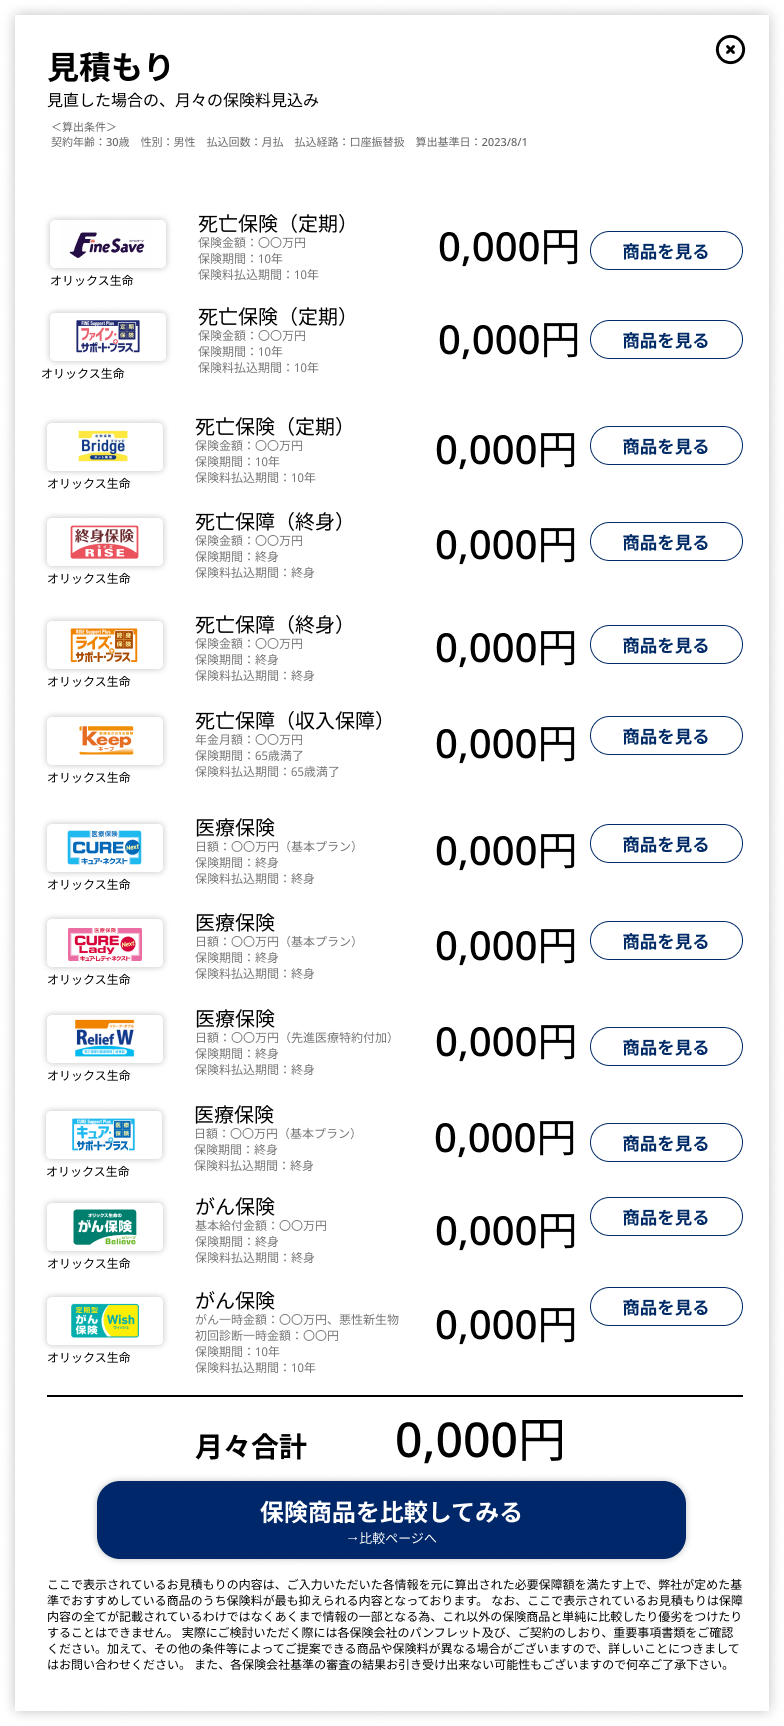 見積もり
見直した場合の、月々の保険料見込み
＜算出条件＞
契約年齢：30歳　性別：男性　払込回数：月払　払込経路：口座振替扱　算出基準日：2023/8/1
Fine Save
オリックス生命
死亡保険（定期）
保険金額：〇〇万円
保険期間：10年
保険料払込期間：10年
0,000円
商品を見る
FINE Support Plus
ファイン・サポート・プラス
定期保険
オリックス生命
死亡保険（定期）
保険金額：〇〇万円
保険期間：10年
保険料払込期間：10年
0,000円
商品を見る
Bridge
オリックス生命
死亡保険（定期）
保険金額：〇〇万円
保険期間：10年
保険料払込期間：10年
0,000円
商品を見る
終身保険
RISE
オリックス生命
死亡保障（終身）
保険金額：〇〇万円
保険期間：終身
保険料払込期間：終身
0,000円
商品を見る
RISE Support Plus
ライズ・サポート・プラス
終身保険
オリックス生命
死亡保障（終身）
保険金額：〇〇万円
保険期間：終身
保険料払込期間：終身
0,000円
商品を見る
Keep
キープ
オリックス生命
死亡保障（収入保障）
年金月額：〇〇万円
保険期間：65歳満了
保険料払込期間：65歳満了
0,000円
商品を見る
医療保険
CURE Next
キュア・ネクスト
オリックス生命
医療保険
日額：〇〇万円（基本プラン）
保険期間：終身
保険料払込期間：終身
0,000円
商品を見る
医療保険
CURE Lady Next
キュア・レディ・ネクスト
オリックス生命
医療保険
日額：〇〇万円（基本プラン）
保険期間：終身
保険料払込期間：終身
0,000円
商品を見る
Relief W
オリックス生命
医療保険
日額：〇〇万円（先進医療特約付加）
保険期間：終身
保険料払込期間：終身
0,000円
商品を見る
CURE Support Plus
キュア・サポート・プラス
医療保険
オリックス生命
医療保険
日額：〇〇万円（基本プラン）
保険期間：終身
保険料払込期間：終身
0,000円
商品を見る
オリックス生命の
がん保険
Believe
オリックス生命
がん保険
基本給付金額：〇〇万円
保険期間：終身
保険料払込期間：終身
0,000円
商品を見る
定期型
がん保険
Wish
ウィッシュ
オリックス生命
がん保険
がん一時金額：〇〇万円、悪性新生物
初回診断一時金額：〇〇円
保険期間：10年
保険料払込期間：10年
0,000円
商品を見る
月々合計
0,000円
保険商品を比較してみる
→比較ページへ
ここで表示されているお見積もりの内容は、ご入力いただいた各情報を元に算出された必要保障額を満たす上で、弊社が定めた基
準でおすすめしている商品のうち保険料が最も抑えられる内容となっております。 なお、ここで表示されているお見積もりは保障
内容の全てが記載されているわけではなくあくまで情報の一部となる為、これ以外の保険商品と単純に比較したり優劣をつけたり
することはできません。 実際にご検討いただく際には各保険会社のパンフレット及び、ご契約のしおり、重要事項書類をご確認
ください。加えて、その他の条件等によってご提案できる商品や保険料が異なる場合がございますので、詳しいことにつきまして
はお問い合わせください。 また、各保険会社基準の審査の結果お引き受け出来ない可能性もございますので何卒ご了承下さい。